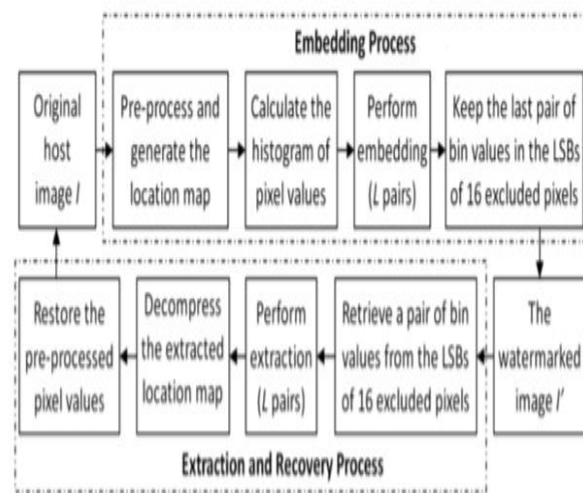 Embedding Process
Original
host
image I
Pre-process and
generate the
location map
Calculate the
histogram of
pixel values
Perform
embedding
(L pairs)
Keep the last pair of
bin values in the LSBs
of 16 excluded pixels
Restore the
pre-processed
pixel values
Decompress
the extracted
location map
Perform
extraction
(L pairs)
Retrieve a pair of bin
values from the LSBs
of 16 excluded pixels
The
watermarked
image I'
Extraction and Recovery Process